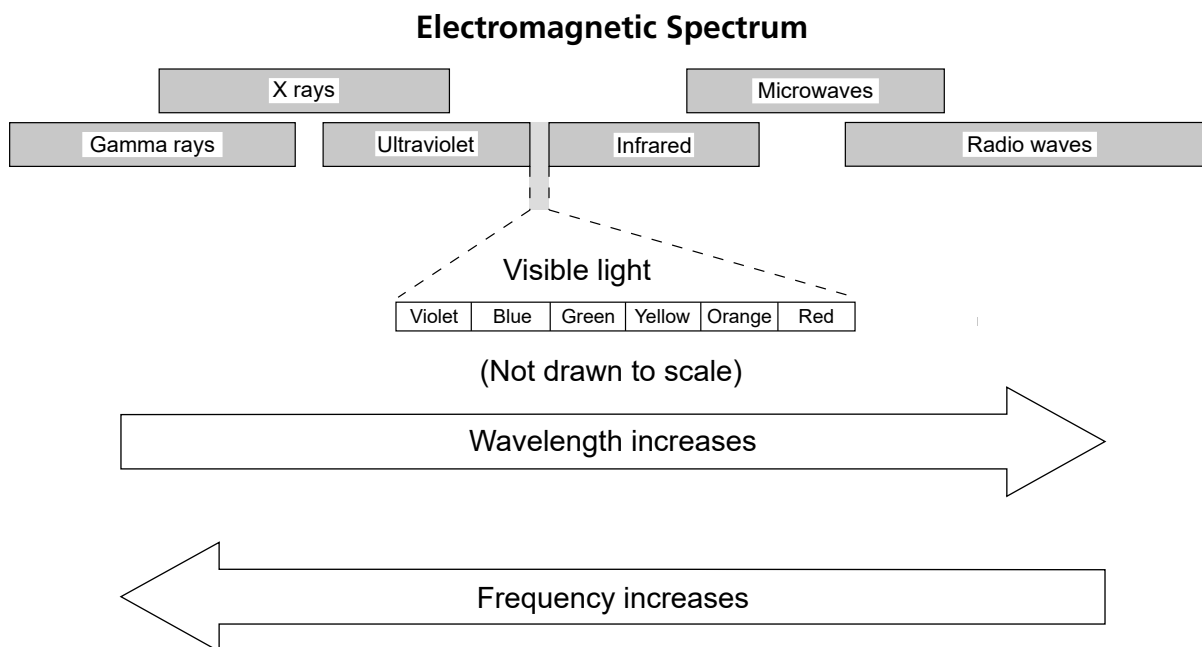 Electromagnetic Spectrum
X rays
Microwaves
Gamma rays
Ultraviolet
Infrared
Radio waves
Visible light
Violet
Blue
Green
Yellow
Orange
Red
(Not drawn to scale)
Wavelength increases
Frequency increases